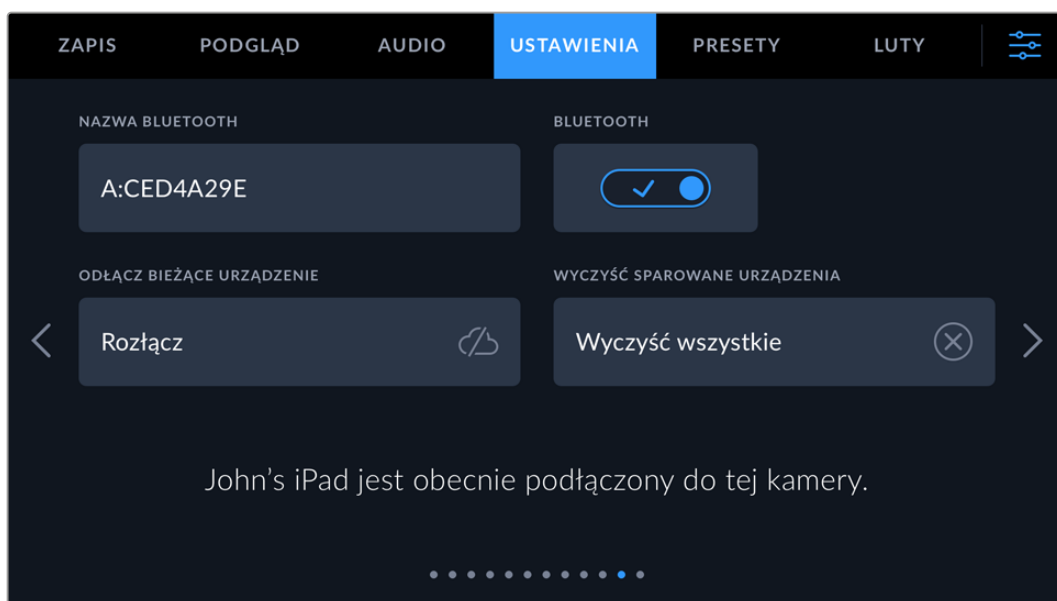 ZAPIS PODGLĄD AUDIO USTAWIENIA PRESETY LUTY
NAZWA BLUETOOTH BLUETOOTH
A:CED4A29E
ODŁĄCZ BIEŻĄCE URZĄDZENIE WYCZYŚĆ SPAROWANE URZĄDZENIA
Rozłącz Wyczyść wszystkie
John’s iPad jest obecnie podłączony do tej kamery.